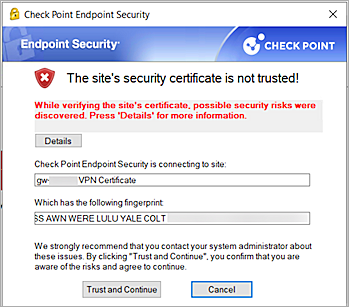 Check Point Endpoint Security
Endpoint Security
CHECK POINT
The site's security certificate is not trusted!
While verifying the site's certificate, possible security risks were
discovered. Press 'Details' for more information.
Details
Check Point Endpoint Security is connecting to site:
gw- VPN Certificate
Which has the following fingerprint:
SS AWN WERE LULU YALE COLT
We strongly recommend that you contact your system administrator about
these issues. By clicking "Trust and Continue", you confirm that you are
aware of the risks and agree to continue.
Trust and Continue
Cancel